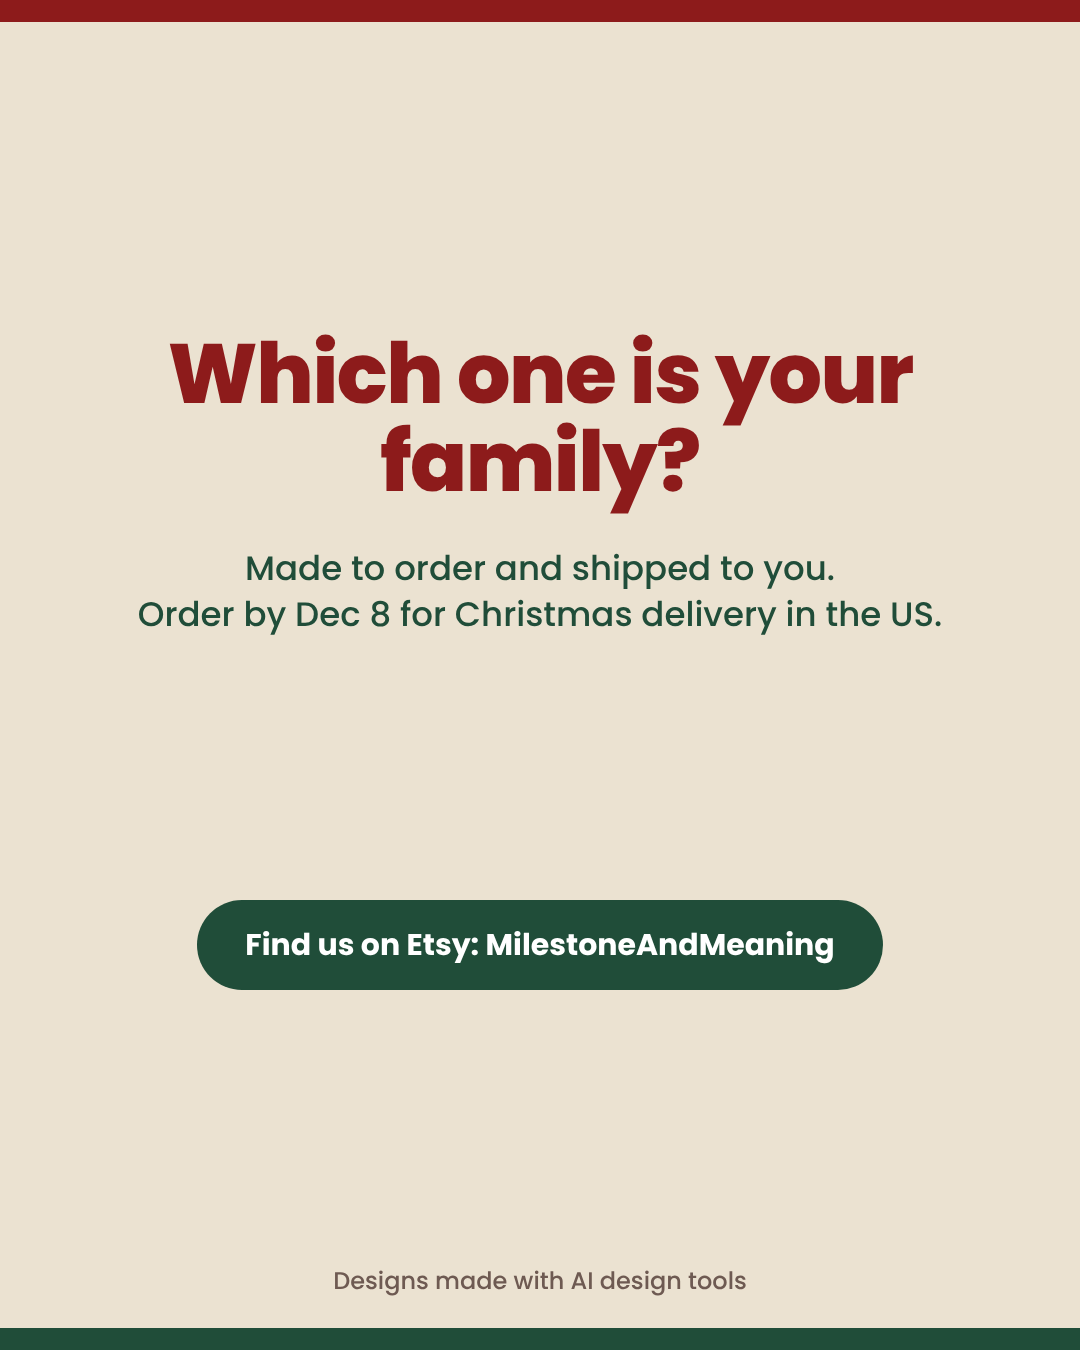 Which one is your
family?
Made to order and shipped to you.
Order by Dec 8 for Christmas delivery in the US.
Find us on Etsy: MilestoneAndMeaning
Designs made with AI design tools